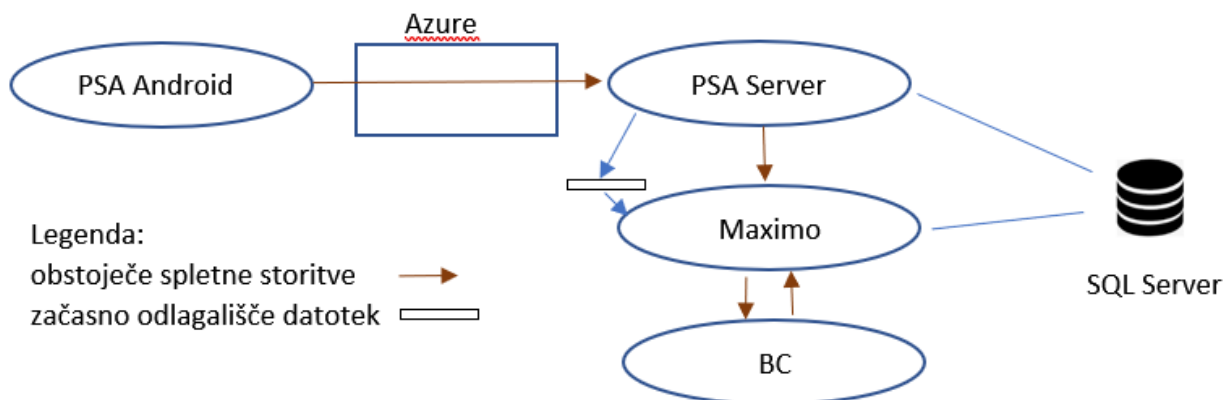 Azure
PSA Android
PSA Server
Maximo
Legenda:
obstoječe spletne storitve
začasno odlagališče datotek
SQL Server
BC